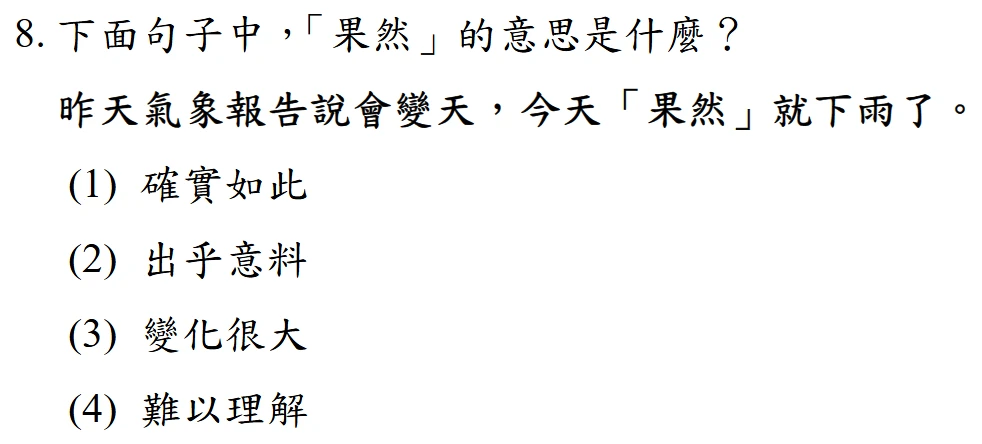 8. 下面句子中，「果然」的意思是什麼？
昨天氣象報告說會變天，今天「果然」就下雨了。
(1) 確實如此
(2) 出乎意料
(3) 變化很大
(4) 難以理解